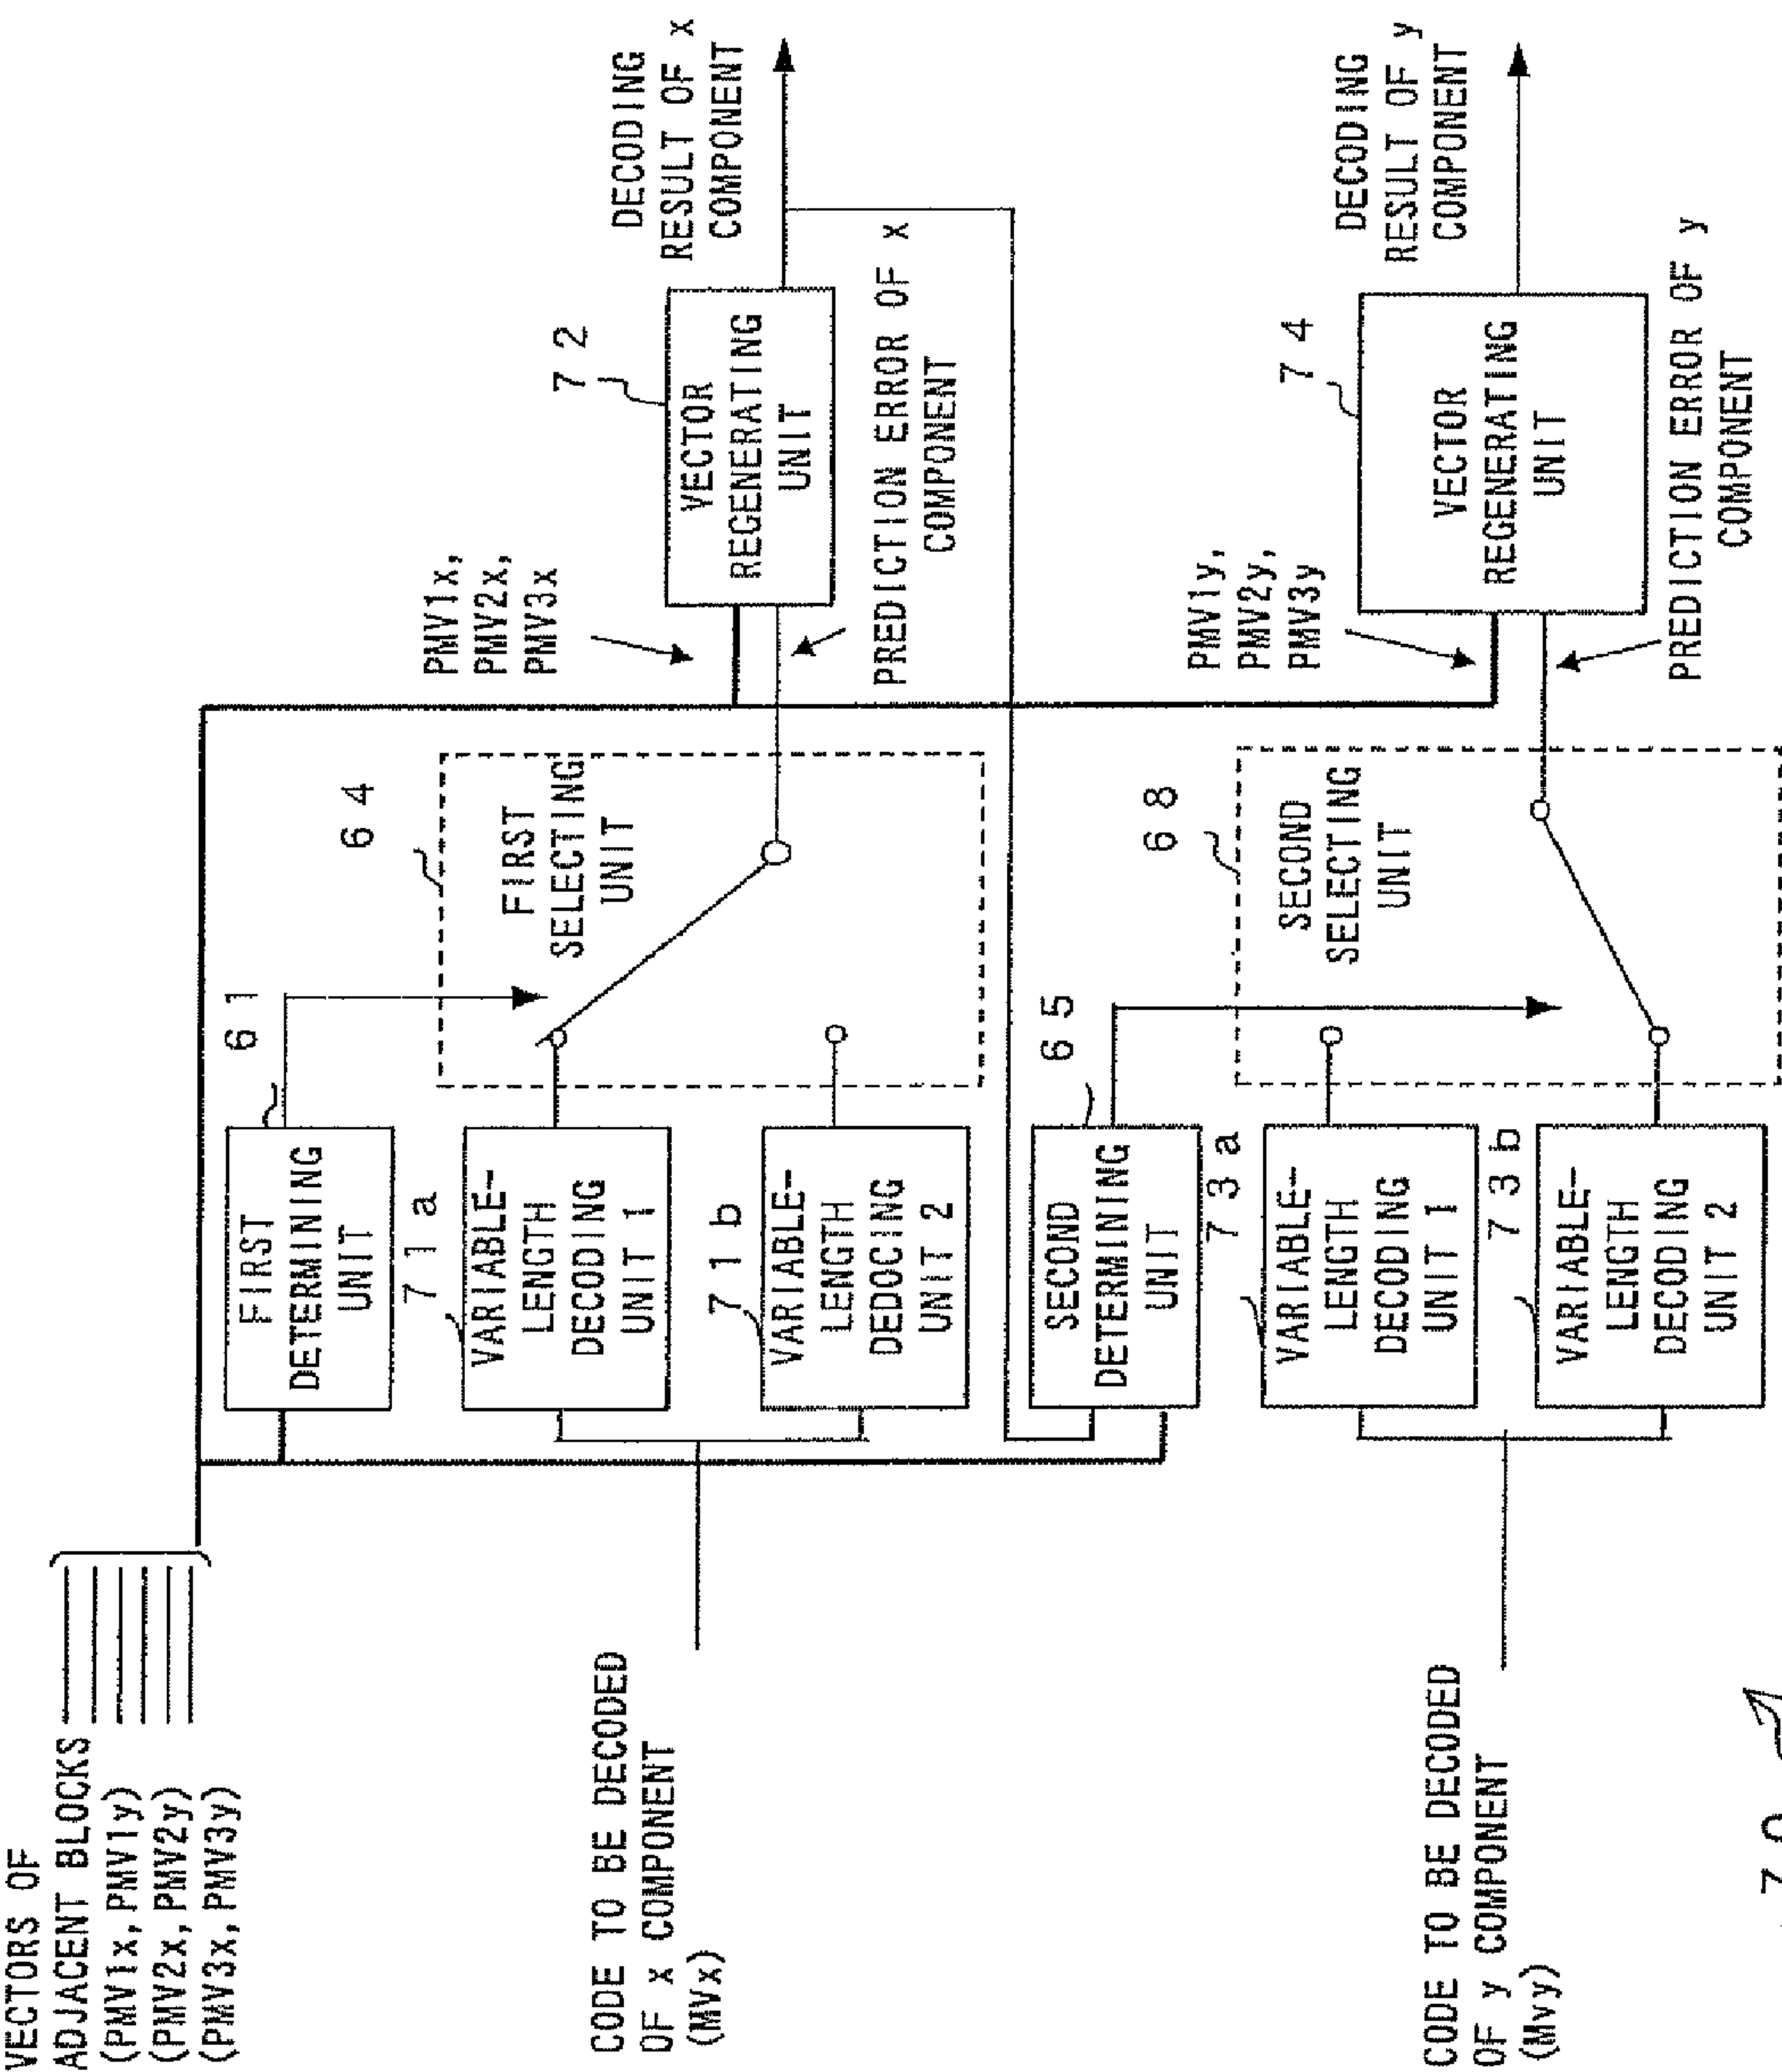 VECTORS OF
ADJACENT BLOCKS
(PMV1x,PMV1y)
(PMV2x,PMV2y)
(PMV3x,PMV3y)
CODE TO BE DECODED
OF x COMPONENT
(MVx)
CODE TO BE DECODED
OF y COMPONENT
(Mvy)
70
FIRST
DETERMINING
UNIT
61
71a
VARIABLE-
LENGTH
DECODING
UNIT 1
71b
VARIABLE-
LENGTH
DEDOCING
UNIT 2
SECOND
DETERMINING
UNIT
65
73a
VARIABLE-
LENGTH
DECODING
UNIT 1
73b
VARIABLE-
LENGTH
DECODING
UNIT 2
64
FIRST
SELECTING
UNIT
68
SECOND
SELECTING
UNIT
PMV1x,
PMV2x,
PMV3x
72
VECTOR
REGENERATING
UNIT
PREDICTION ERROR OF x
COMPONENT
DECODING
RESULT OF x
COMPONENT
PMV1y,
PMV2y,
PMV3y
74
VECTOR
REGENERATING
UNIT
PREDICTION ERROR OF y
COMPONENT
DECODING
RESULT OF y
COMPONENT